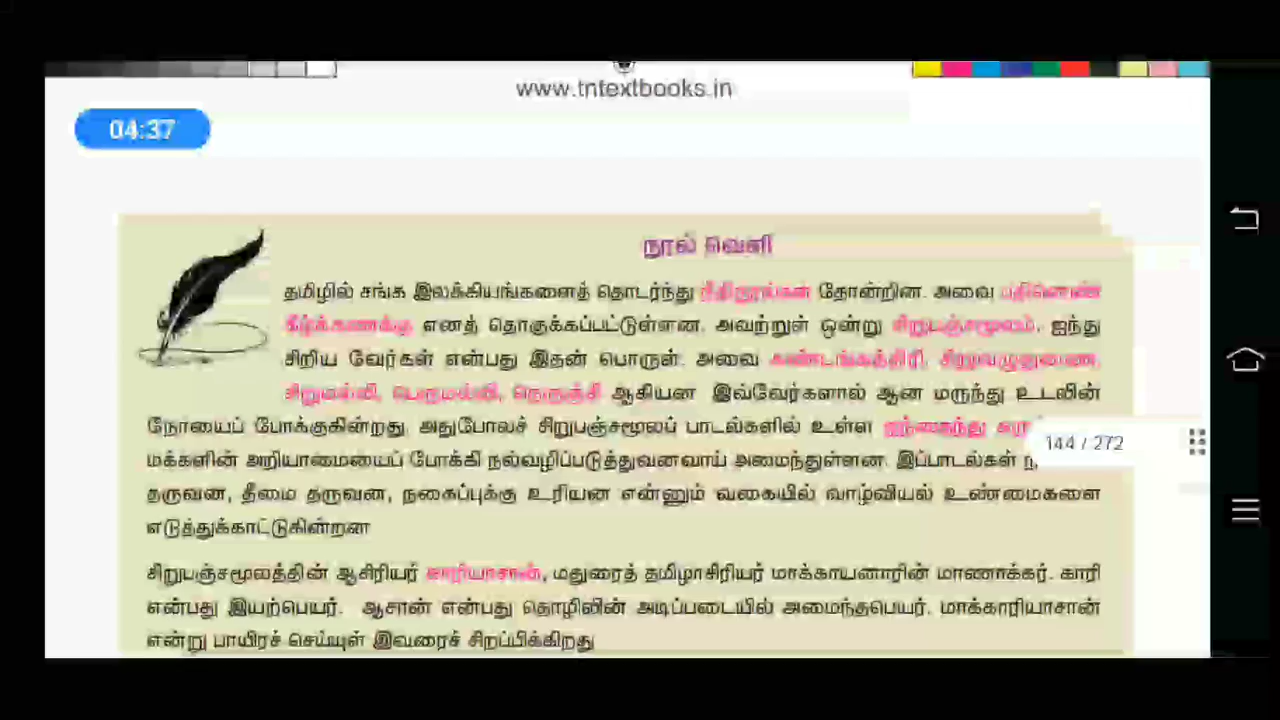 www.tntextbooks.in
04:37
நூல் வெளி
தமிழில் சங்க இலக்கியங்களைத் தொடர்ந்து நீதிநூல்கள் தோன்றின. அவை பதினெண்
கீழ்க்கணக்கு எனத் தொகுக்கப்பட்டுள்ளன. அவற்றுள் ஒன்று சிறுபஞ்சமூலம். ஐந்து
சிறிய வேர்கள் என்பது இதன் பொருள். அவை கண்டங்கத்திரி, சிறுவழுதுணை,
சிறுமல்லி, பெருமல்லி, நெருஞ்சி ஆகியன இவ்வேர்களால் ஆன மருந்து உடலின்
நோயைப் போக்குகின்றது. அதுபோலச் சிறுபஞ்சமூலப் பாடல்களில் உள்ள ஐந்தைந்து
144 / 272
மக்களின் அறியாமையைப் போக்கி நல்வழிப்படுத்துவனவாய் அமைந்துள்ளன. இப்பாடல்கள்
தருவன, தீமை தருவன, நகைப்புக்கு உரியன என்னும் வகையில் வாழ்வியல் உண்மைகளை
எடுத்துக்காட்டுகின்றன
சிறுபஞ்சமூலத்தின் ஆசிரியர் காரியாசான், மதுரைத் தமிழாசிரியர் மாக்காயனாரின் மாணாக்கர். காரி
என்பது இயற்பெயர். ஆசான் என்பது தொழிலின் அடிப்படையில் அமைந்தபெயர். மாக்காரியாசான்
என்று பாயிரச் செய்யுள் இவரைச் சிறப்பிக்கிறது